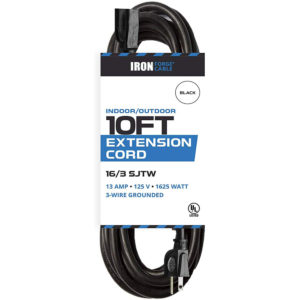 IRON FORGE CABLE
BLACK
INDOOR/OUTDOOR
10FT
EXTENSION
CORD
16/3 SJTW
13 AMP • 125 V • 1625 WATT
3-WIRE GROUNDED
UL